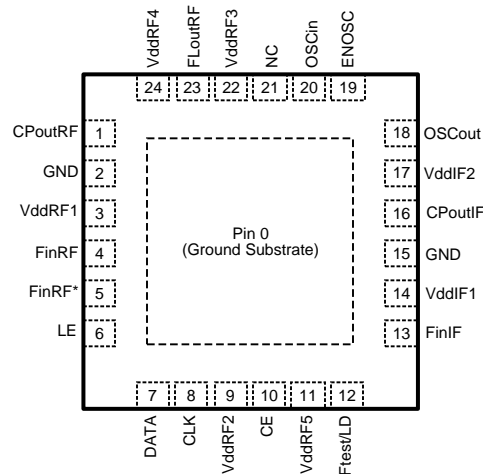 VddRF4
FLoutRF
VddRF3
NC
OSCin
ENOSC
24 23 22 21 20 19
CPoutRF 1
GND 2
VddRF1 3
FinRF 4
FinRF* 5
LE 6
Pin 0
(Ground Substrate)
18 OSCout
17 VddIF2
16 CPoutIF
15 GND
14 VddIF1
13 FinIF
7 8 9 10 11 12
DATA
CLK
VddRF2
CE
VddRF5
Ftest/LD